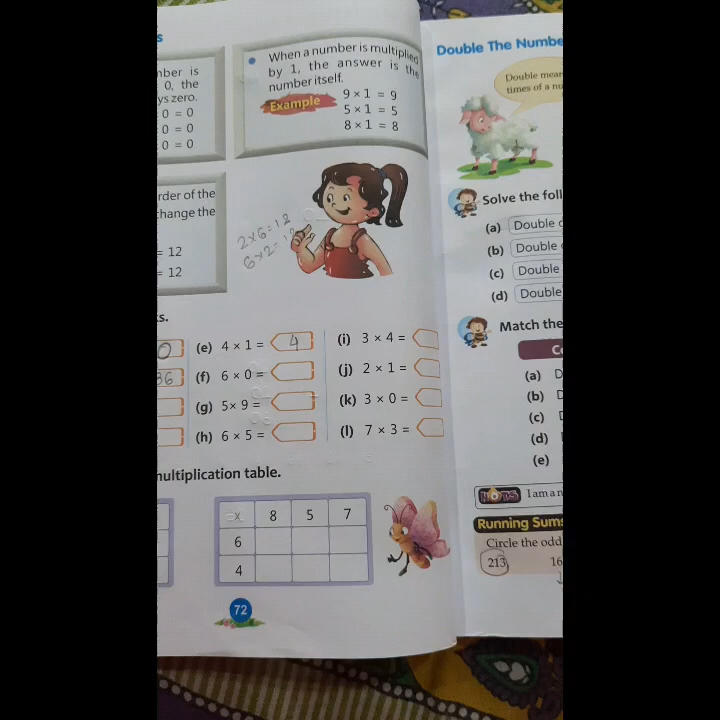 s
nber is
0, the
ys zero.
0 = 0
0 = 0
0 = 0
When a number is multiplied
by 1, the answer is the
number itself.
Example
9 × 1 = 9
5 × 1 = 5
8 × 1 = 8
rder of the
change the
= 12
= 12
2×6=12
6×2=12
s.
0
36
(e) 4 × 1 = 4
(f) 6 × 0 =
(g) 5× 9 =
(h) 6 × 5 =
(i) 3 × 4 =
(j) 2 × 1 =
(k) 3 × 0 =
(l) 7 × 3 =
nultiplication table.
× 8 5 7
6
4
72
Double The Numbe
Double mean
times of a nu
Solve the foll
(a) Double
(b) Double
(c) Double
(d) Double
Match the
(a) D
(b)
(c)
(d)
(e)
HOTS I am an
Running Sums
Circle the odd
213 16